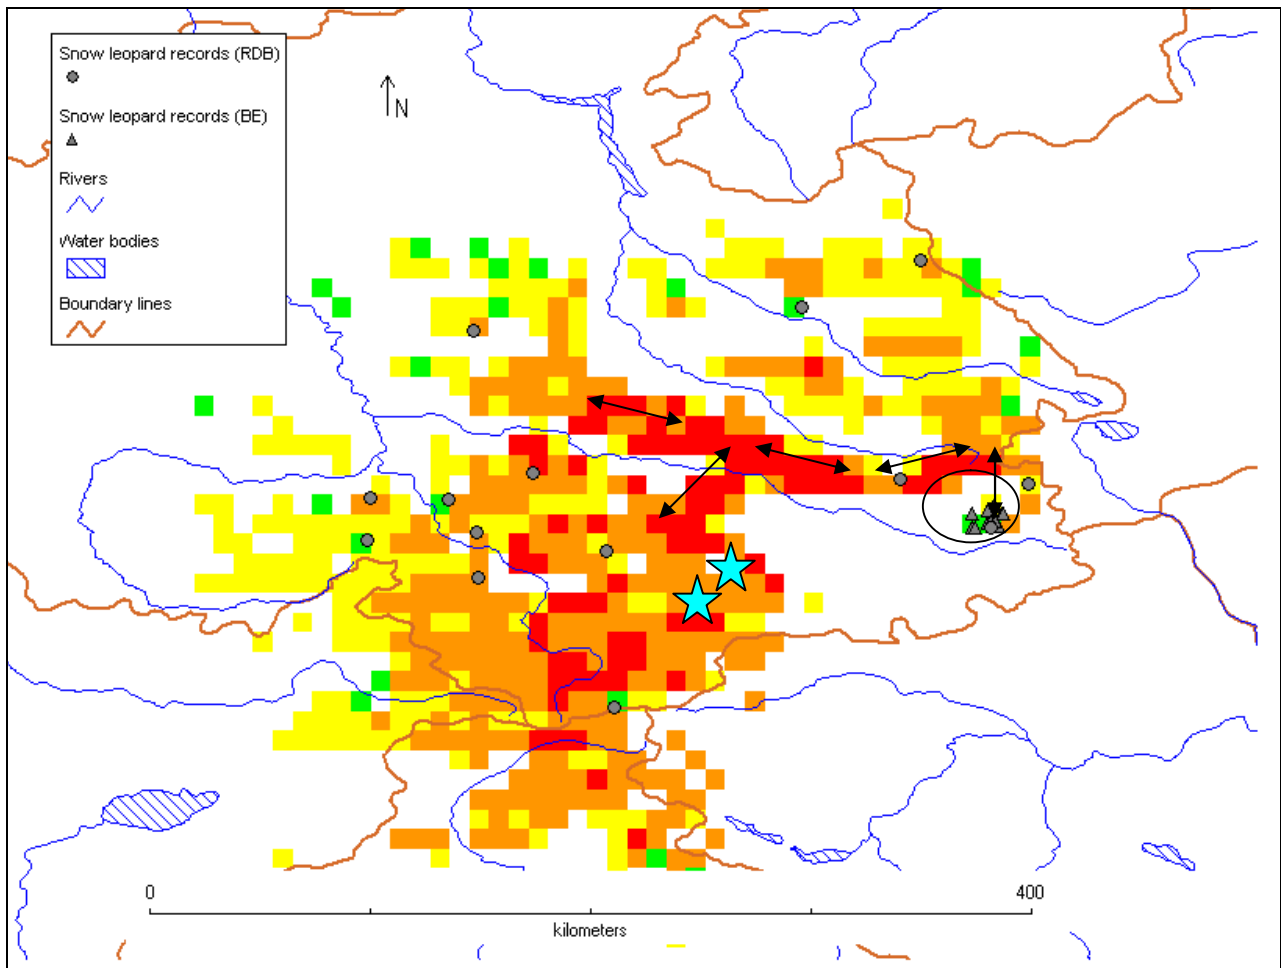 Snow leopard records (RDB)
Snow leopard records (BE)
Rivers
Water bodies
Boundary lines
N
0
400
kilometers